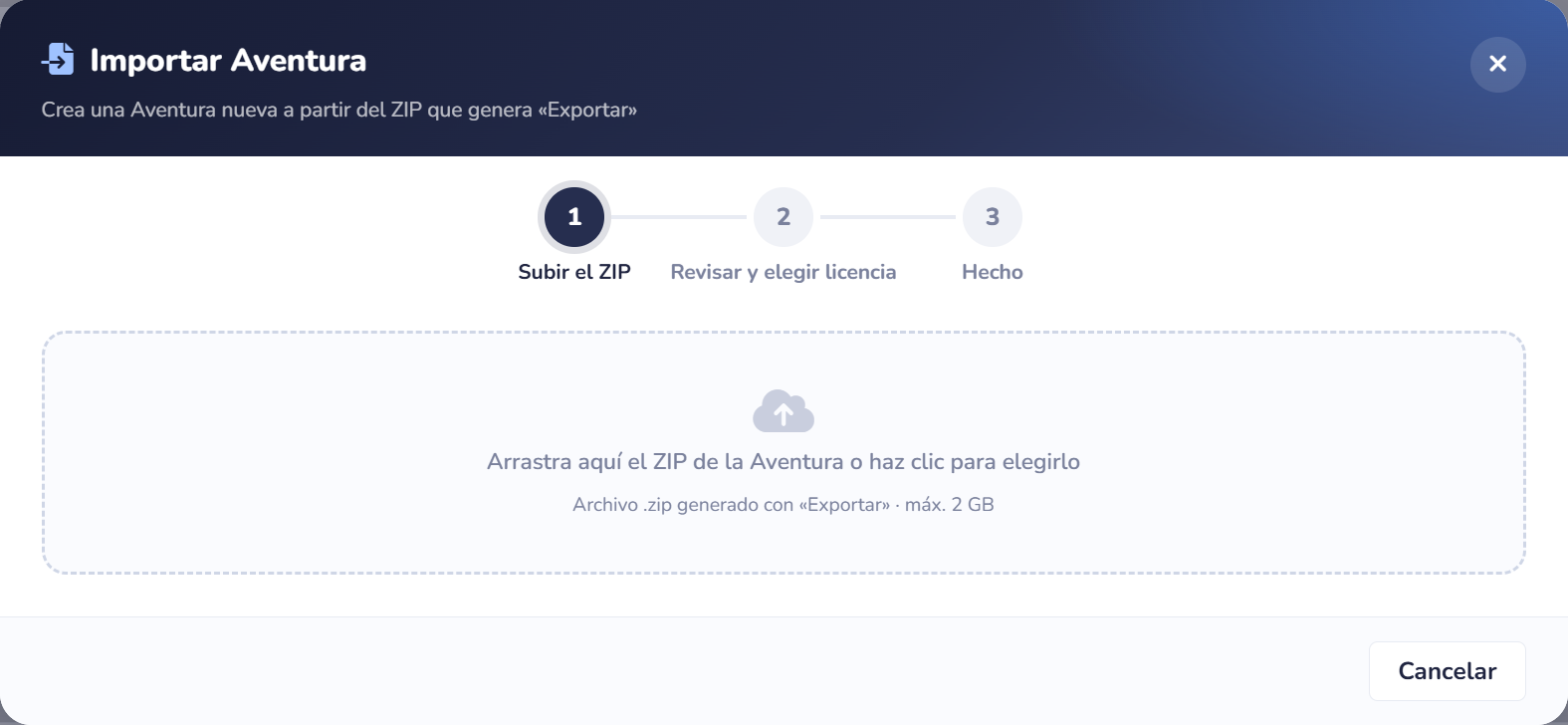 Importar Aventura
Crea una Aventura nueva a partir del ZIP que genera «Exportar»
1
2
3
Subir el ZIP
Revisar y elegir licencia
Hecho
Arrastra aquí el ZIP de la Aventura o haz clic para elegirlo
Archivo .zip generado con «Exportar» · máx. 2 GB
Cancelar